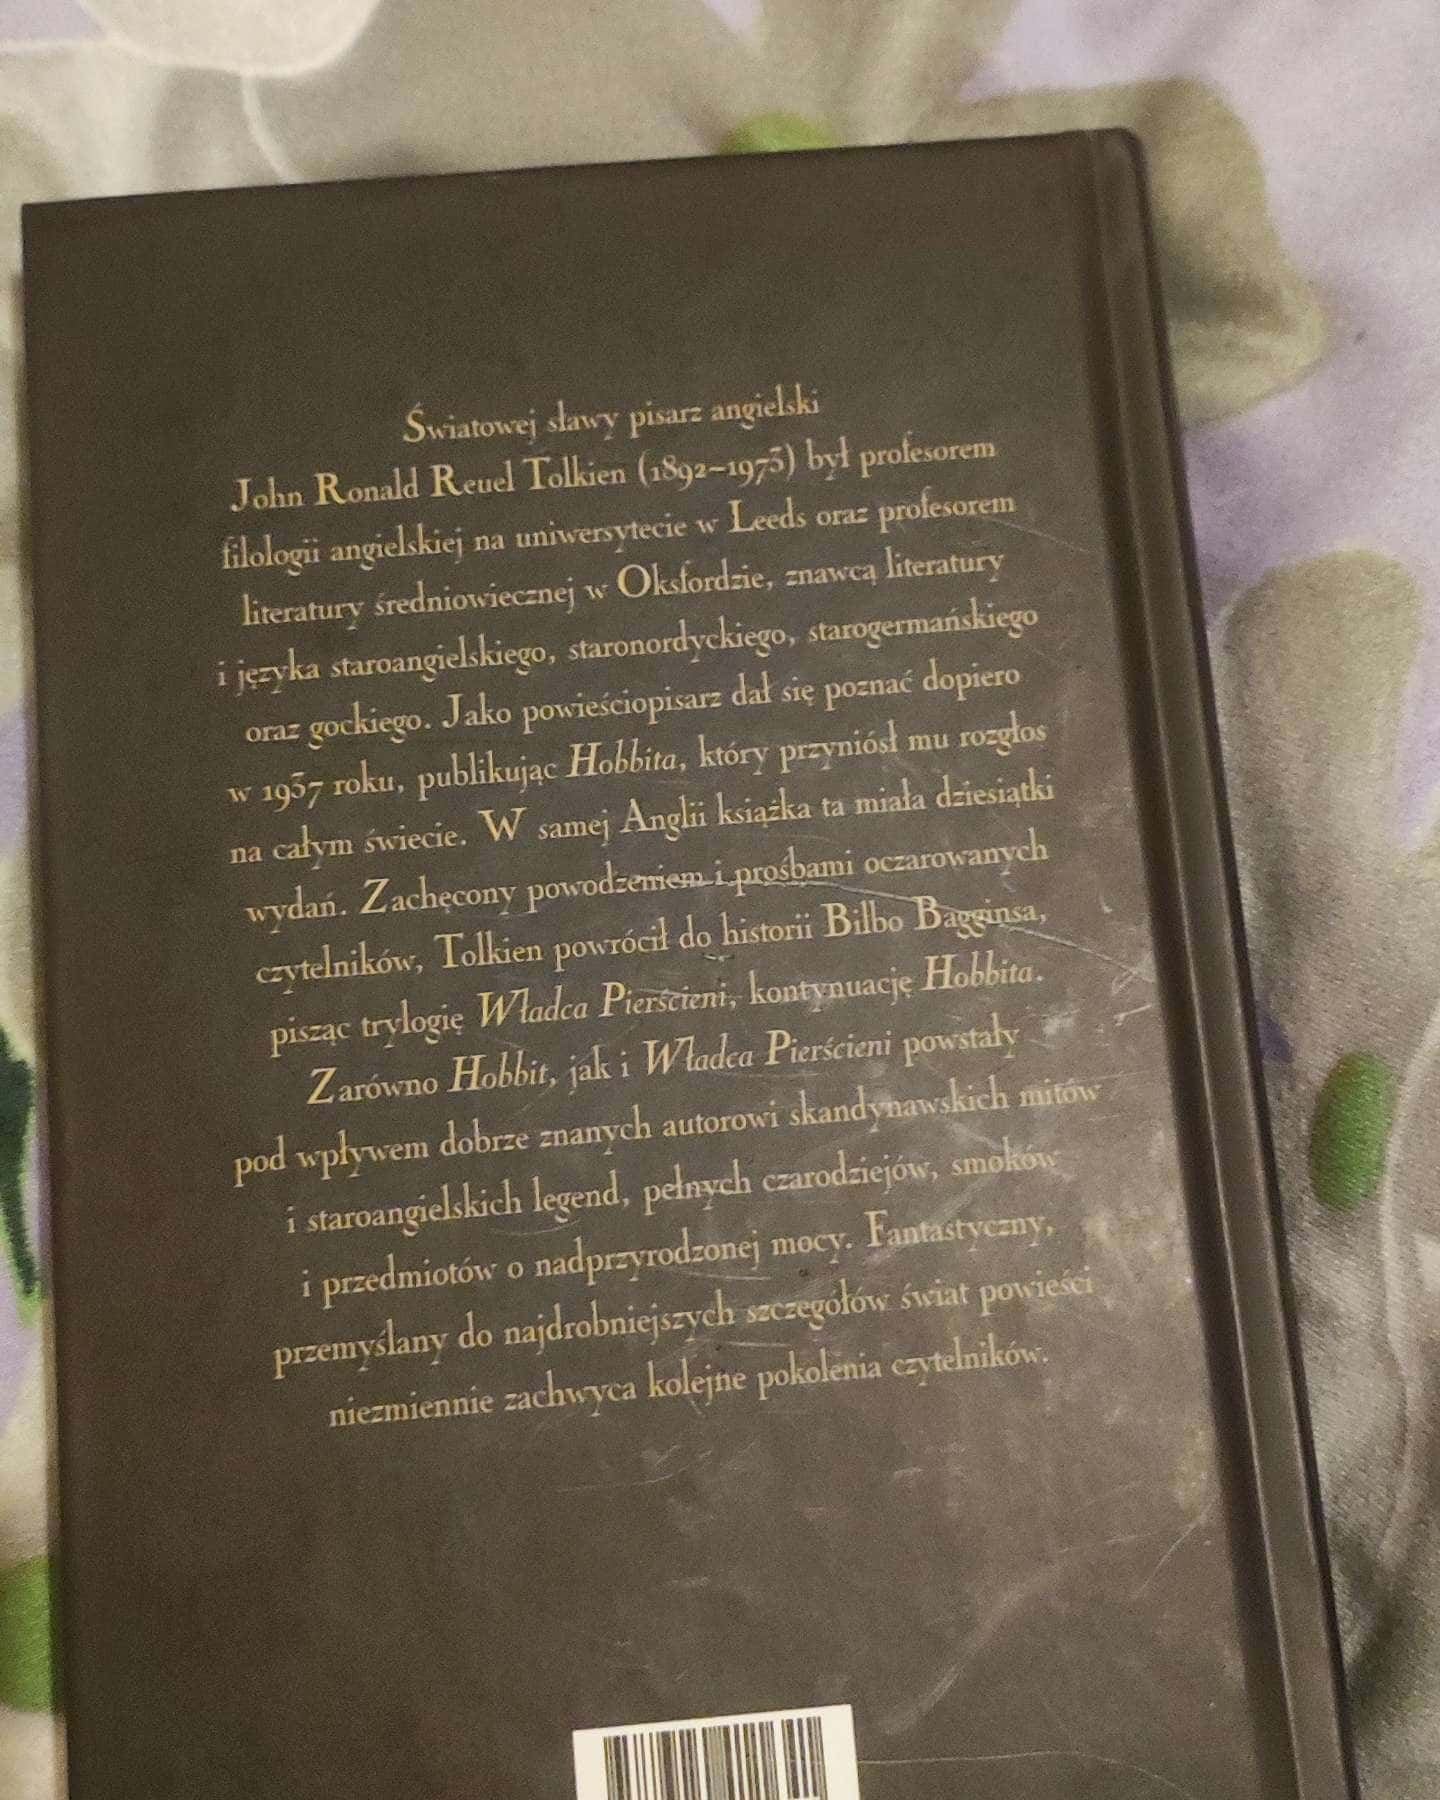 Światowej sławy pisarz angielski
John Ronald Reuel Tolkien (1892–1973) był profesorem
filologii angielskiej na uniwersytecie w Leeds oraz profesorem
literatury średniowiecznej w Oksfordzie, znawcą literatury
i języka staroangielskiego, staronordyckiego, starogermańskiego
oraz gockiego. Jako powieściopisarz dał się poznać dopiero
w 1937 roku, publikując Hobbita, który przyniósł mu rozgłos
na całym świecie. W samej Anglii książka ta miała dziesiątki
wydań. Zachęcony powodzeniem i prośbami oczarowanych
czytelników, Tolkien powrócił do historii Bilbo Bagginsa,
pisząc trylogię Władca Pierścieni, kontynuację Hobbita.
Zarówno Hobbit, jak i Władca Pierścieni powstały
pod wpływem dobrze znanych autorowi skandynawskich mitów
i staroangielskich legend, pełnych czarodziejów, smoków
i przedmiotów o nadprzyrodzonej mocy. Fantastyczny,
przemyślany do najdrobniejszych szczegółów świat powieści
niezmiennie zachwyca kolejne pokolenia czytelników.